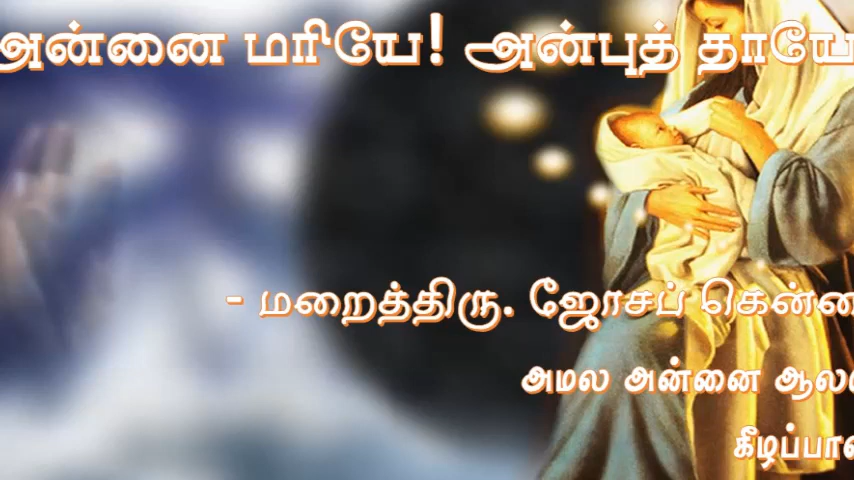 அன்னை மரியே! அன்புத் தாயே
- மறைத்திரு. ஜோசப்
அமல அன்னை